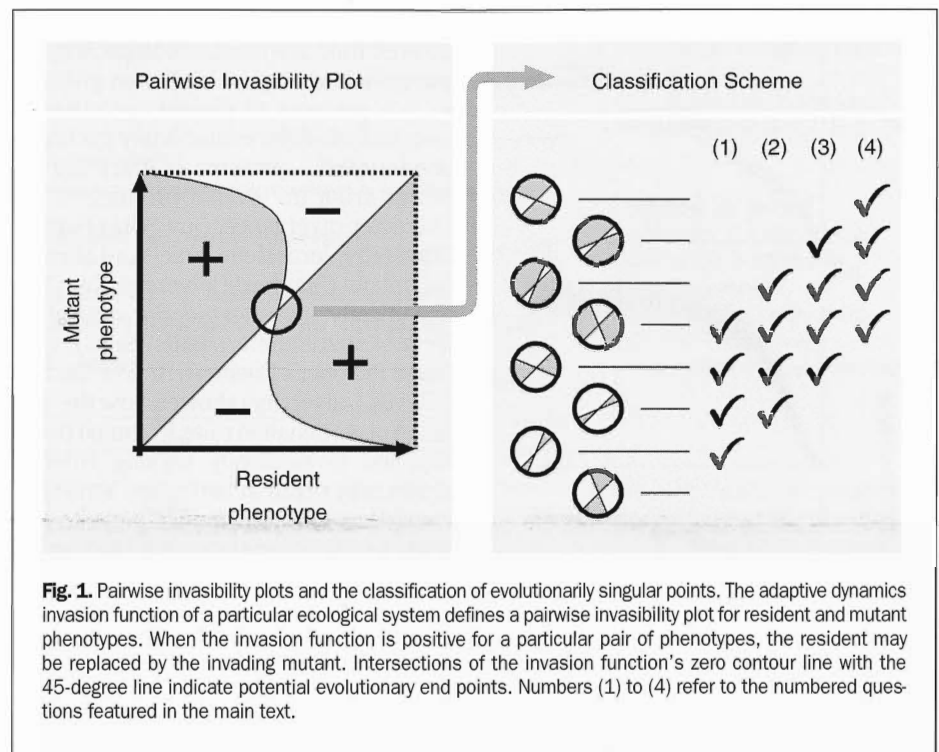 Pairwise Invasibility Plot
Classification Scheme
(1) (2) (3) (4)
Mutant
phenotype
+
−
+
−
Resident
phenotype
Fig. 1. Pairwise invasibility plots and the classification of evolutionarily singular points. The adaptive dynamics
invasion function of a particular ecological system defines a pairwise invasibility plot for resident and mutant
phenotypes. When the invasion function is positive for a particular pair of phenotypes, the resident may
be replaced by the invading mutant. Intersections of the invasion function's zero contour line with the
45-degree line indicate potential evolutionary end points. Numbers (1) to (4) refer to the numbered ques-
tions featured in the main text.